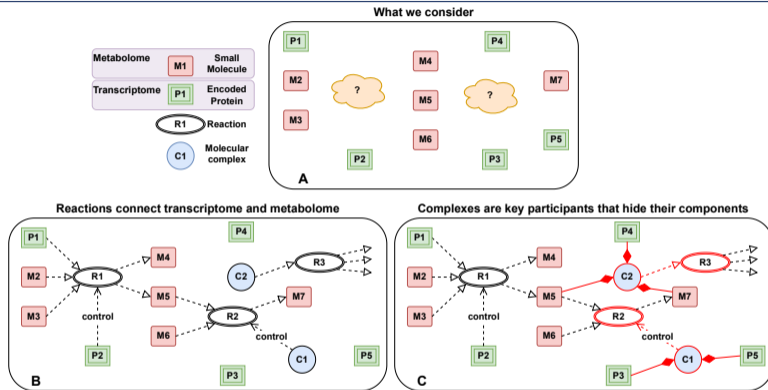 What we consider
Metabolome
M1
Small
Molecule
Transcriptome
P1
Encoded
Protein
R1
Reaction
C1
Molecular
complex
P1
P4
M4
M2
?
?
M7
M5
M3
M6
P5
P2
P3
A
Reactions connect transcriptome and metabolome
P1
P4
M4
R3
M2
R1
C2
M5
M7
M3
R2
control
M6
control
P2
C1
P5
P3
B
Complexes are key participants that hide their components
P4
P1
M4
R3
M2
R1
C2
M5
M7
M3
R2
control
M6
control
P2
C1
P5
P3
C